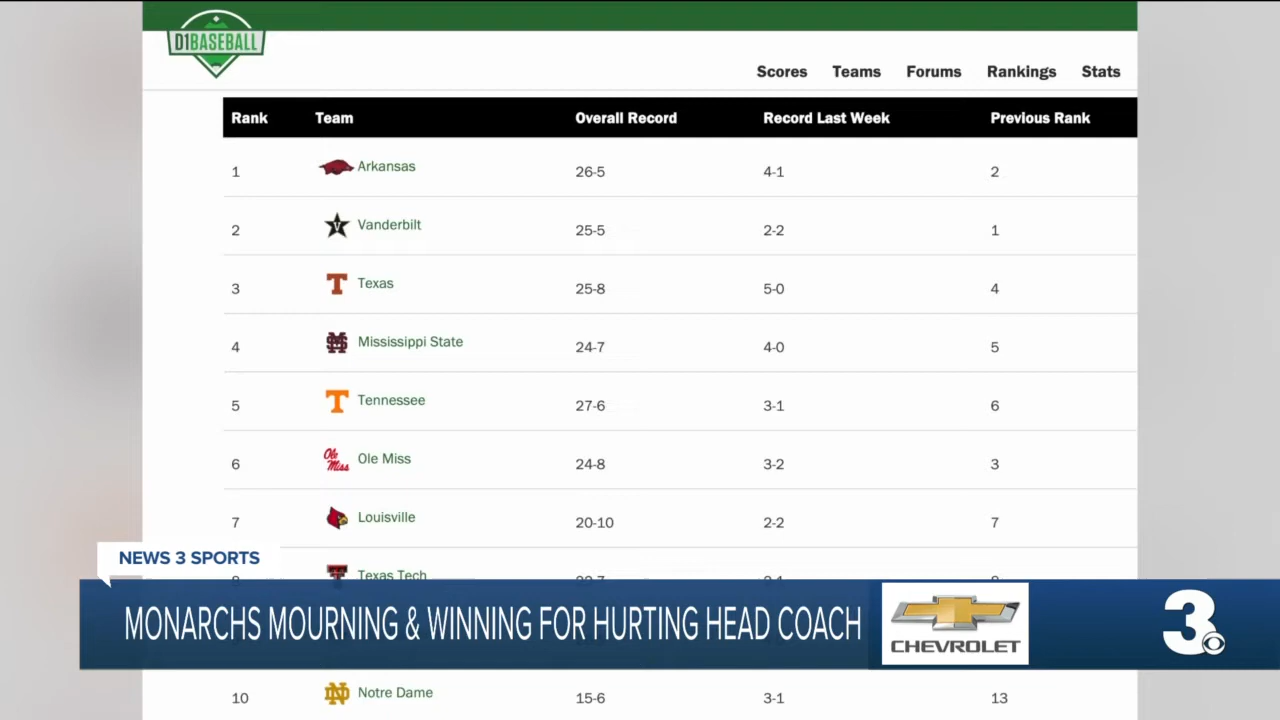 D1BASEBALL
Scores Teams Forums Rankings Stats
Rank Team Overall Record Record Last Week Previous Rank
1 Arkansas 26-5 4-1 2
2 Vanderbilt 25-5 2-2 1
3 Texas 25-8 5-0 4
4 Mississippi State 24-7 4-0 5
5 Tennessee 27-6 3-1 6
6 Ole Miss 24-8 3-2 3
7 Louisville 20-10 2-2 7
Texas Tech
NEWS 3 SPORTS
MONARCHS MOURNING & WINNING FOR HURTING HEAD COACH
CHEVROLET
3
10 Notre Dame 15-6 3-1 13